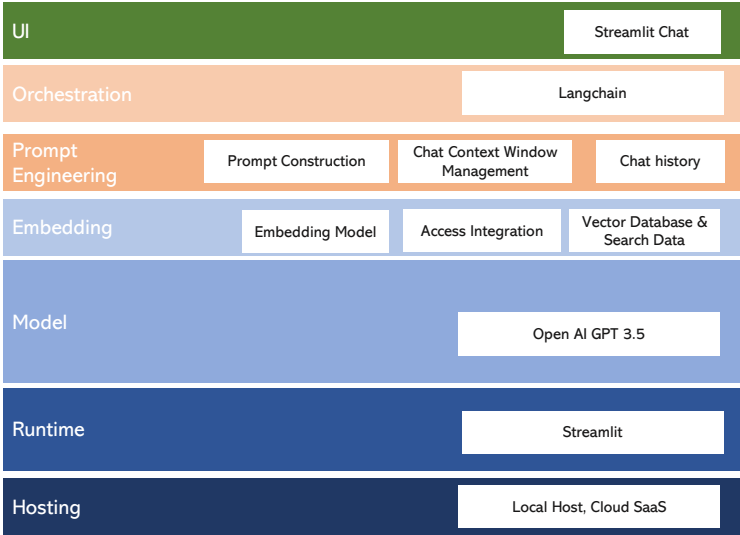 UI
Streamlit Chat
Orchestration
Langchain
Prompt
Engineering
Prompt Construction
Chat Context Window
Management
Chat history
Embedding
Embedding Model
Access Integration
Vector Database &
Search Data
Model
Open AI GPT 3.5
Runtime
Streamlit
Hosting
Local Host, Cloud SaaS